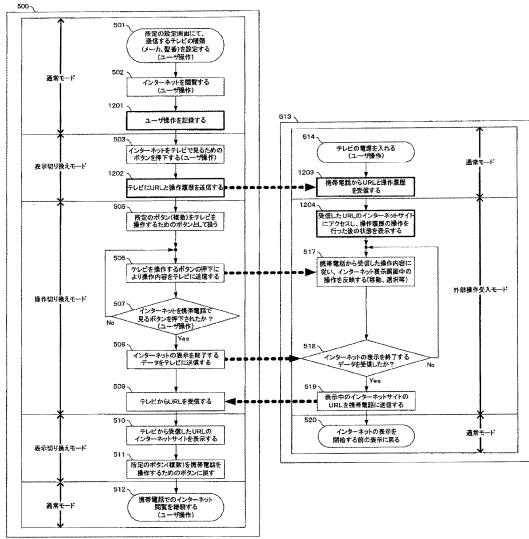 500
501
所定の設定画面にて、
送信するテレビの種類
(メーカ、型番)を設定する
(ユーザ操作)
502
インターネットを閲覧する
(ユーザ操作)
1201
ユーザ操作を記録する
通常モード
503
インターネットをテレビで見るための
ボタンを押下する(ユーザ操作)
1202
テレビにURLと操作履歴を送信する
表示切り換えモード
505
所定のボタン(複数)をテレビを
操作するためのボタンとして扱う
506
テレビを操作するボタンの押下に
より操作内容をテレビに送信する
507
インターネットを携帯電話で
見るボタンを押下されたか?
(ユーザ操作)
No
Yes
508
インターネットの表示を終了する
データをテレビに送信する
509
テレビからURLを受信する
操作切り換えモード
510
テレビから受信したURLの
インターネットサイトを表示する
511
所定のボタン(複数)を携帯電話を
操作するためのボタンに戻す
表示切り換えモード
512
携帯電話でのインターネット
閲覧を継続する
(ユーザ操作)
通常モード
513
514
テレビの電源を入れる
(ユーザ操作)
1203
携帯電話からURLと操作履歴
を受信する
通常モード
1204
受信したURLのインターネットサイト
にアクセスし、操作履歴の操作を
行った後の状態を表示する
517
携帯電話から受信した操作内容に
従い、インターネット表示画面中の
操作を反映する(移動、選択等)
518
インターネットの表示を終了する
データを受信したか?
No
Yes
519
表示中のインターネットサイトの
URLを携帯電話に送信する
外部操作受入モード
520
インターネットの表示を
開始する前の表示に戻る
通常モード